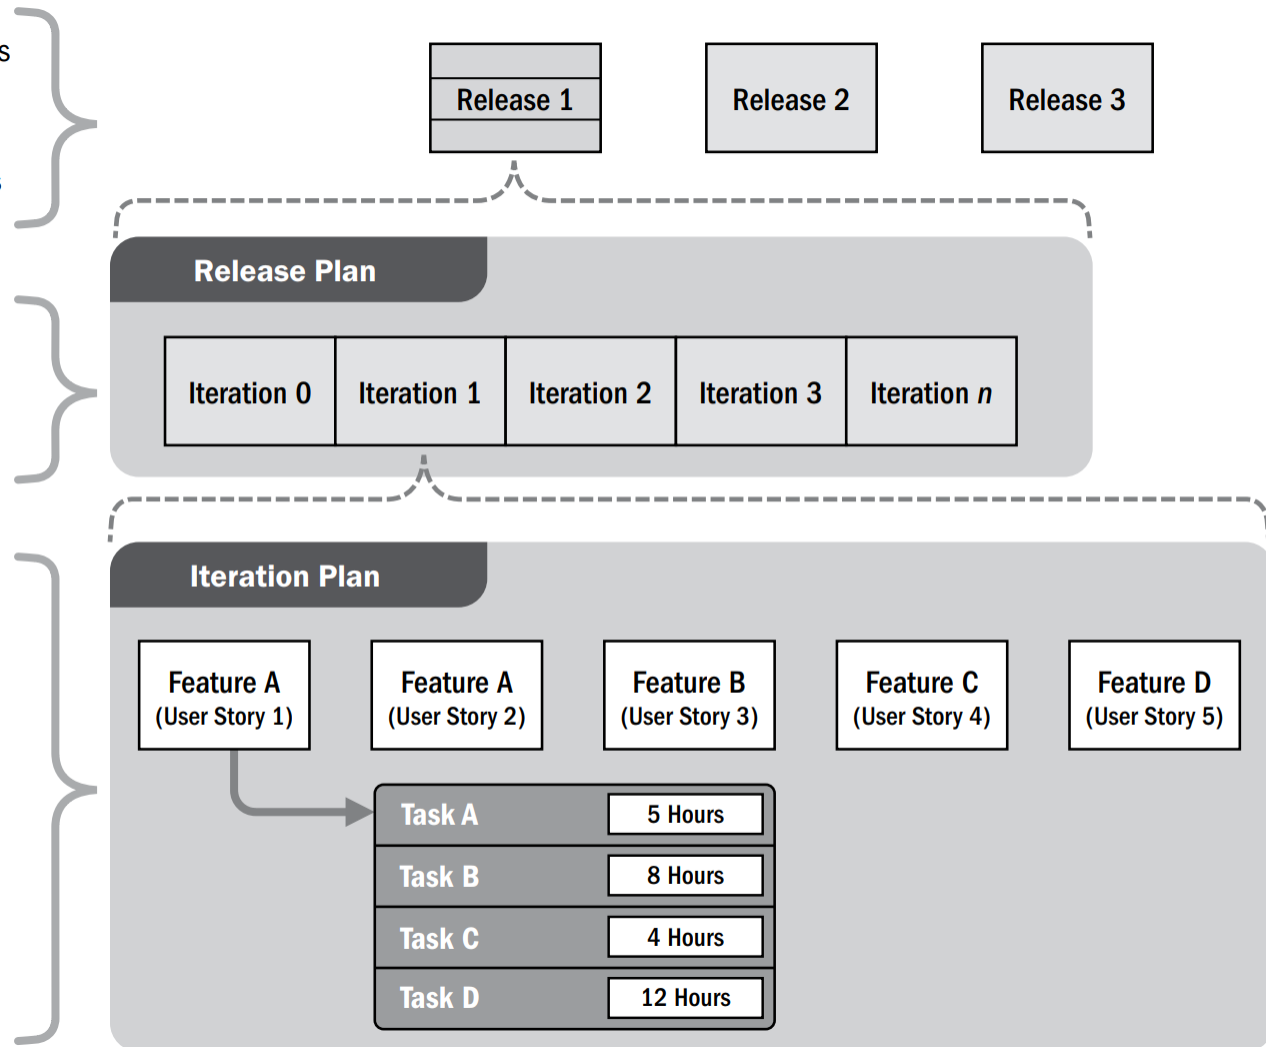 s
Release 1
Release 2
Release 3
s
Release Plan
Iteration 0
Iteration 1
Iteration 2
Iteration 3
Iteration n
Iteration Plan
Feature A
(User Story 1)
Feature A
(User Story 2)
Feature B
(User Story 3)
Feature C
(User Story 4)
Feature D
(User Story 5)
Task A
5 Hours
Task B
8 Hours
Task C
4 Hours
Task D
12 Hours